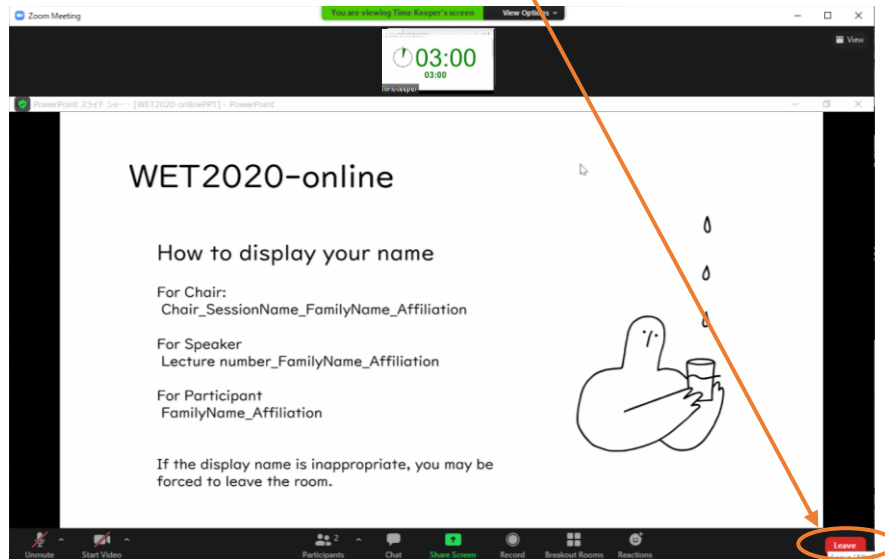 Zoom Meeting
You are viewing Time Keeper's screen
View Options
View
03:00
03:00
PowerPoint スライド ショー - [WET2020-onlinePPT] - PowerPoint
WET2020-online
How to display your name
For Chair:
Chair_SessionName_FamilyName_Affiliation
For Speaker
Lecture number_FamilyName_Affiliation
For Participant
FamilyName_Affiliation
If the display name is inappropriate, you may be
forced to leave the room.
Unmute
Start Video
2
Participants
Chat
Share Screen
Record
Breakout Rooms
Reactions
Leave